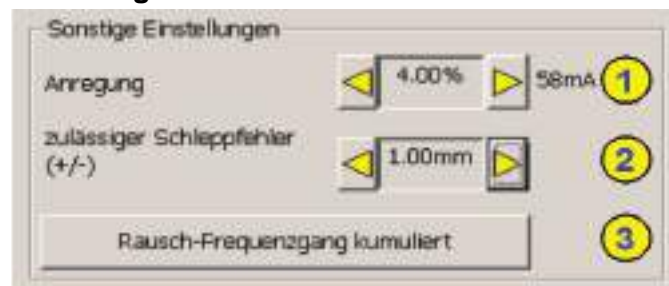 Sonstige Einstellungen
Anregung 4.00% 58mA 1
zulässiger Schleppfehler
(+/-) 1.00mm 2
Rausch-Frequenzgang kumuliert 3